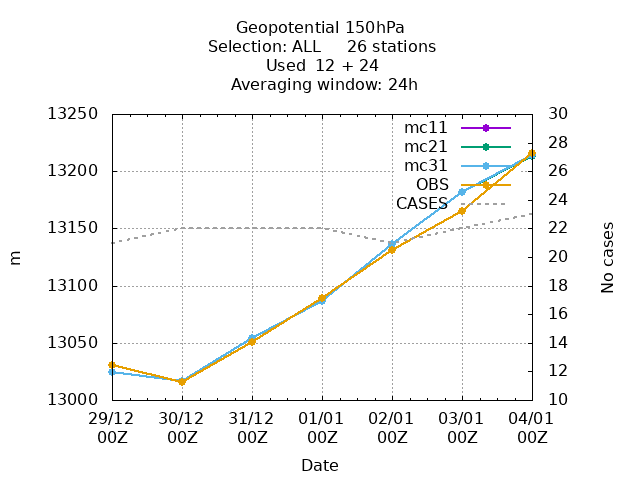 Geopotential 150hPa
Selection: ALL 26 stations
Used 12 + 24
Averaging window: 24h
13250
13200
13150
13100
13050
13000
30
28
26
24
22
20
18
16
14
12
10
mc11
mc21
mc31
OBS
CASES
m
No cases
29/12 30/12 31/12 01/01 02/01 03/01 04/01
00Z 00Z 00Z 00Z 00Z 00Z 00Z
Date